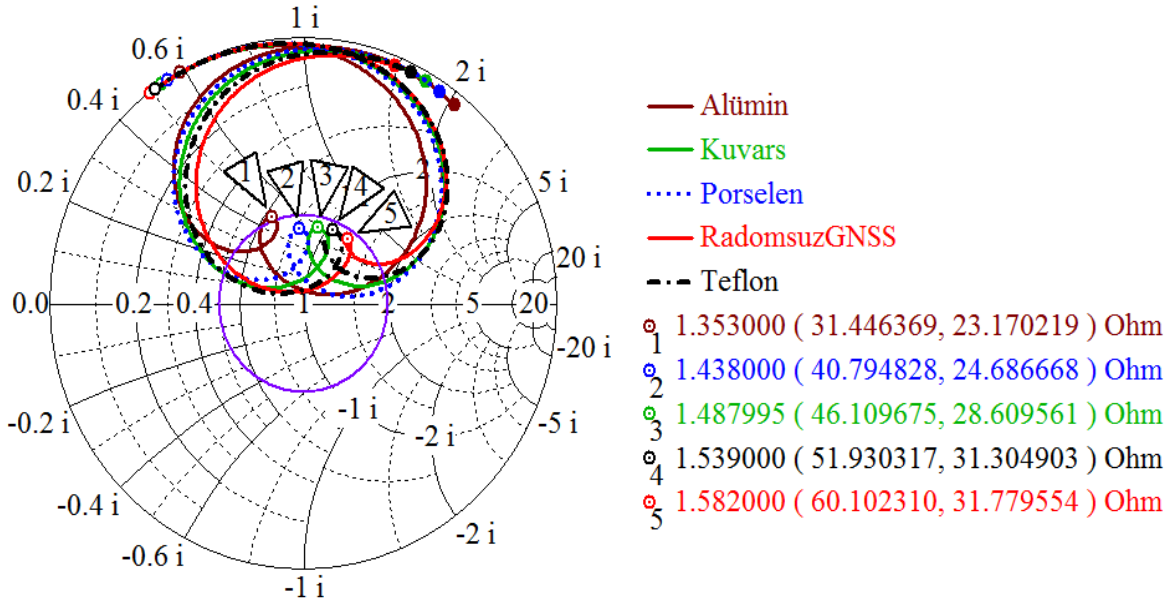 1 i
0.6 i
2 i
0.4 i
Alümin
Kuvars
1
2
3
4
2
5 i
0.2 i
Porselen
5
RadomsuzGNSS
20 i
Teflon
0.0
0.2
0.4
1
2
5
20
1.353000 ( 31.446369, 23.170219 ) Ohm
1
-20 i
1.438000 ( 40.794828, 24.686668 ) Ohm
2
-0.2 i
-1 i
-5 i
1.487995 ( 46.109675, 28.609561 ) Ohm
3
-2 i
1.539000 ( 51.930317, 31.304903 ) Ohm
4
-0.4 i
1.582000 ( 60.102310, 31.779554 ) Ohm
5
-2 i
-0.6 i
-1 i